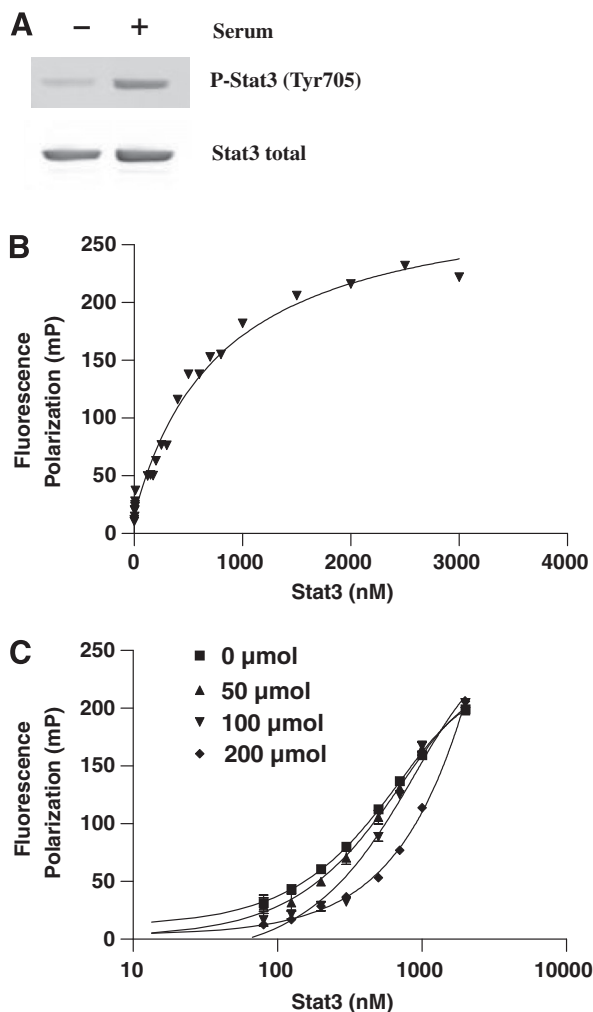 A
− +
Serum
P-Stat3 (Tyr705)
Stat3 total
B
250
200
150
100
50
0
Fluorescence
Polarization (mP)
0 1000 2000 3000 4000
Stat3 (nM)
C
250
200
150
100
50
0
Fluorescence
Polarization (mP)
0 µmol
50 µmol
100 µmol
200 µmol
10 100 1000 10000
Stat3 (nM)